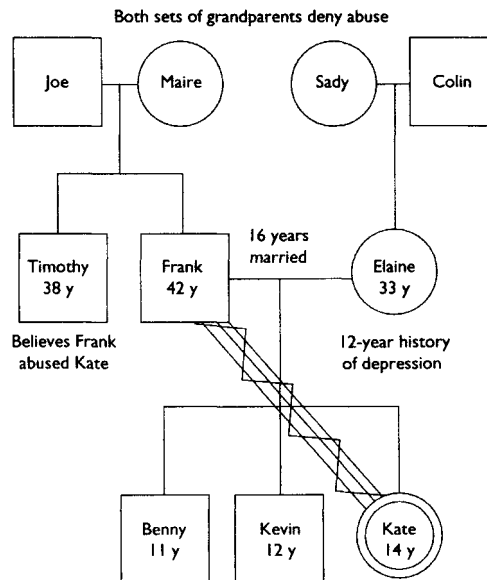 Both sets of grandparents deny abuse
Joe
Maire
Sady
Colin
16 years
married
Timothy
38 y
Frank
42 y
Elaine
33 y
Believes Frank
abused Kate
12-year history
of depression
Benny
11 y
Kevin
12 y
Kate
14 y